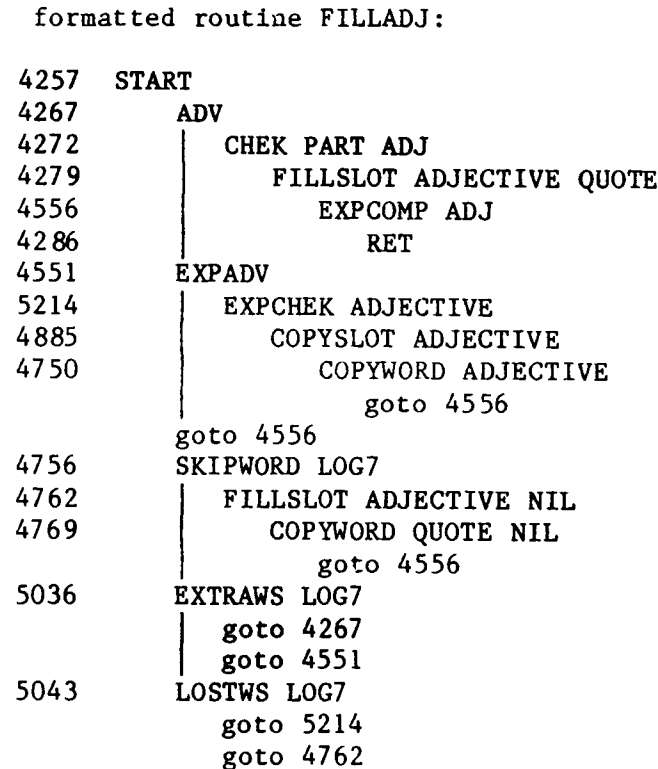 formatted routine FILLADJ:
4257 START
4267 ADV
4272 CHEK PART ADJ
4279 FILLSLOT ADJECTIVE QUOTE
4556 EXPCOMP ADJ
4286 RET
4551 EXPADV
5214 EXPCHEK ADJECTIVE
4885 COPYSLOT ADJECTIVE
4750 COPYWORD ADJECTIVE
goto 4556
goto 4556
4756 SKIPWORD LOG7
4762 FILLSLOT ADJECTIVE NIL
4769 COPYWORD QUOTE NIL
goto 4556
5036 EXTRAWS LOG7
goto 4267
goto 4551
5043 LOSTWS LOG7
goto 5214
goto 4762